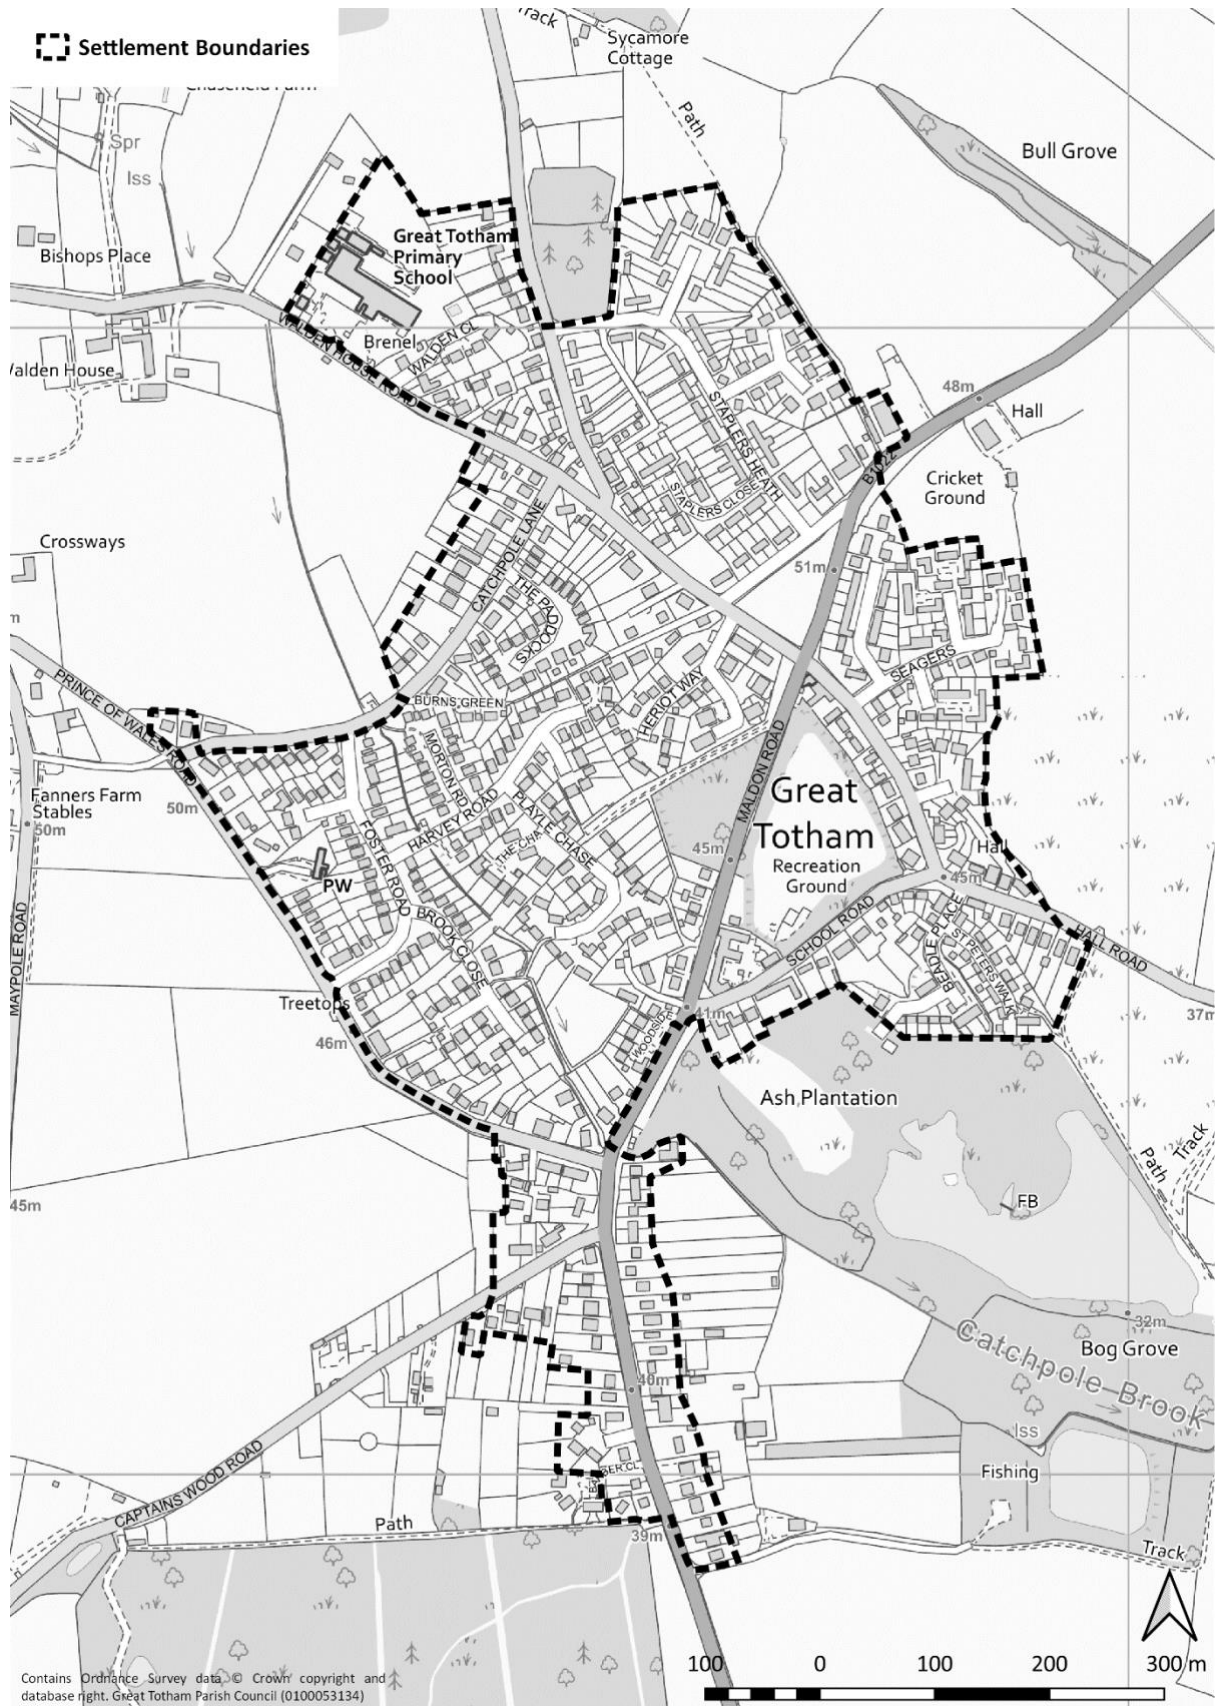 Settlement Boundaries
Track
Sycamore
Cottage
Path
Spr
Iss
Bull Grove
Bishops Place
Great Totham
Primary
School
WALDEN HOUSE ROAD
Brenel
WALDEN CL
Walden House
48m
Hall
STAPLERS HEATH
STAPLERS CLOSE
B1022
Cricket
Ground
Crossways
CATCHPOLE LANE
51m
THE PADDOCKS
m
SEAGERS
PRINCE OF WALES ROAD
BURNS GREEN
HERIOT WAY
MORTON RD
MALDON ROAD
Fanners Farm
Stables
50m
50m
PLAYLE CHASE
HARVEY ROAD
THE CHA
Great
Totham
Recreation
Ground
45m
Hall
45m
FOSTER ROAD
PW
BROOK CLOSE
SCHOOL ROAD
BEADLE PLACE
ST PETERS WALK
HALL ROAD
MAYPOLE ROAD
Treetops
46m
WOODSIDE
41m
37m
Ash Plantation
Path
Track
45m
FB
32m
Bog Grove
Catchpole Brook
40m
Iss
Fishing
CAPTAINS WOOD ROAD
Path
39m
Track
Contains Ordnance Survey data © Crown copyright and
database right. Great Totham Parish Council (0100053134)
100 0 100 200 300 m